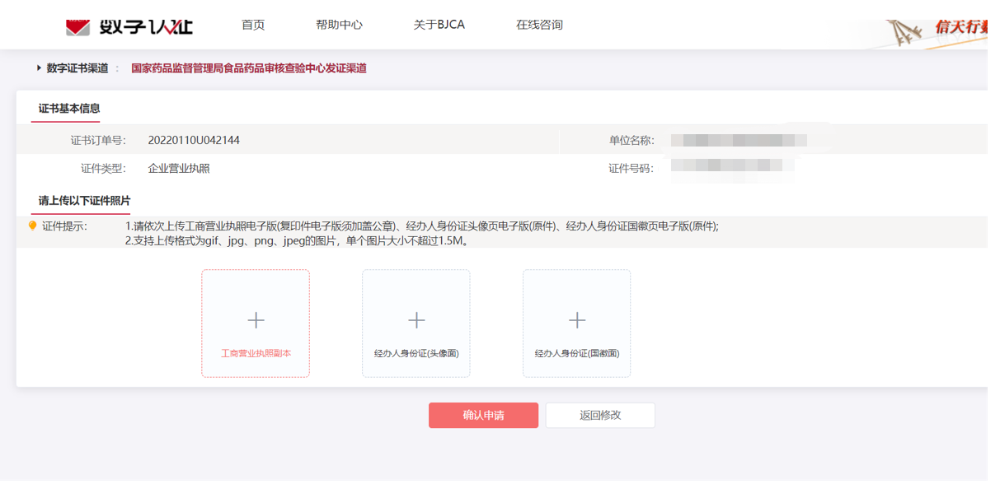 数字认证 首页 帮助中心 关于BJCA 在线咨询 信天行
数字证书渠道 : 国家药品监督管理局食品药品审核查验中心发证渠道
证书基本信息
证书订单号: 20220110U042144 单位名称:
证件类型: 企业营业执照 证件号码:
请上传以下证件照片
证件提示: 1.请依次上传工商营业执照电子版(复印件电子版须加盖公章)、经办人身份证头像页电子版(原件)、经办人身份证国徽页电子版(原件);
2.支持上传格式为gif、jpg、png、jpeg的图片，单个图片大小不超过1.5M。
工商营业执照副本 经办人身份证(头像面) 经办人身份证(国徽面)
确认申请 返回修改